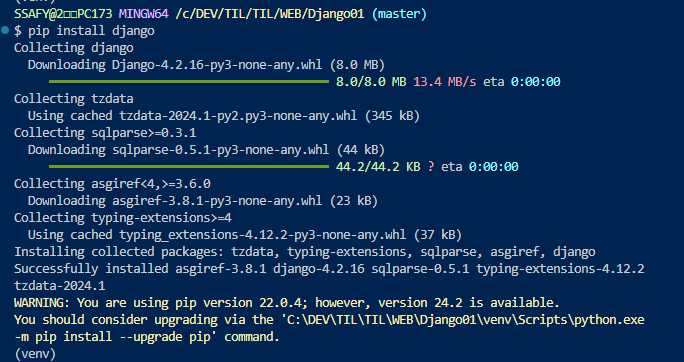 (venv)
SSAFY@2□□PC173 MINGW64 /c/DEV/TIL/TIL/WEB/Django01 (master)
$ pip install django
Collecting django
Downloading Django-4.2.16-py3-none-any.whl (8.0 MB)
8.0/8.0 MB 13.4 MB/s eta 0:00:00
Collecting tzdata
Using cached tzdata-2024.1-py2.py3-none-any.whl (345 kB)
Collecting sqlparse>=0.3.1
Downloading sqlparse-0.5.1-py3-none-any.whl (44 kB)
44.2/44.2 KB ? eta 0:00:00
Collecting asgiref<4,>=3.6.0
Downloading asgiref-3.8.1-py3-none-any.whl (23 kB)
Collecting typing-extensions>=4
Using cached typing_extensions-4.12.2-py3-none-any.whl (37 kB)
Installing collected packages: tzdata, typing-extensions, sqlparse, asgiref, django
Successfully installed asgiref-3.8.1 django-4.2.16 sqlparse-0.5.1 typing-extensions-4.12.2
tzdata-2024.1
WARNING: You are using pip version 22.0.4; however, version 24.2 is available.
You should consider upgrading via the 'C:\DEV\TIL\TIL\WEB\Django01\venv\Scripts\python.exe
-m pip install --upgrade pip' command.
(venv)